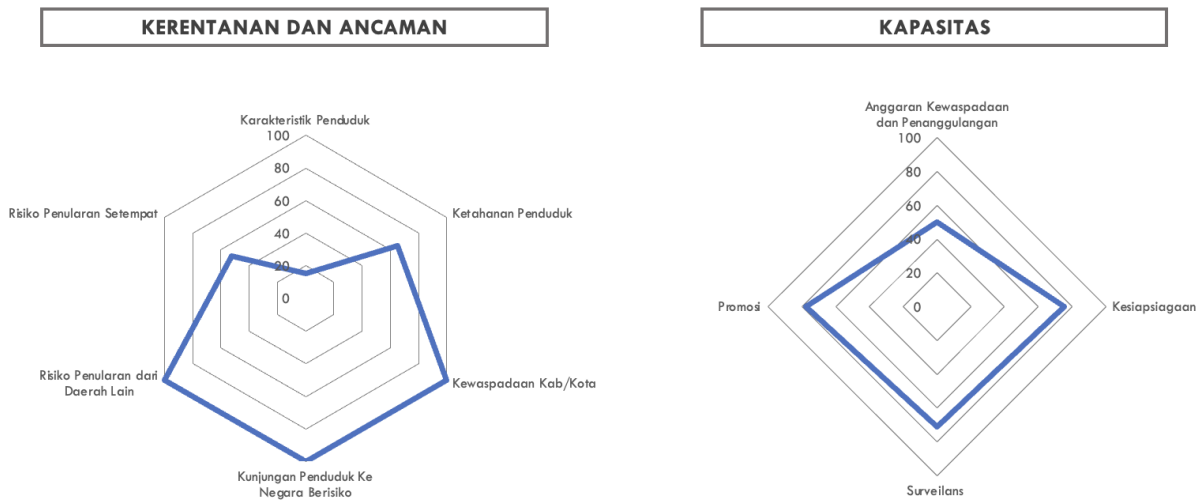 KERENTANAN DAN ANCAMAN
Karakteristik Penduduk
100
80
60
40
20
0
Risiko Penularan Setempat
Ketahanan Penduduk
Risiko Penularan dari
Daerah Lain
Kewaspadaan Kab/Kota
Kunjungan Penduduk Ke
Negara Berisiko
KAPASITAS
Anggaran Kewaspadaan
dan Penanggulangan
100
80
60
40
20
0
Promosi
Kesiapsiagaan
Surveilans